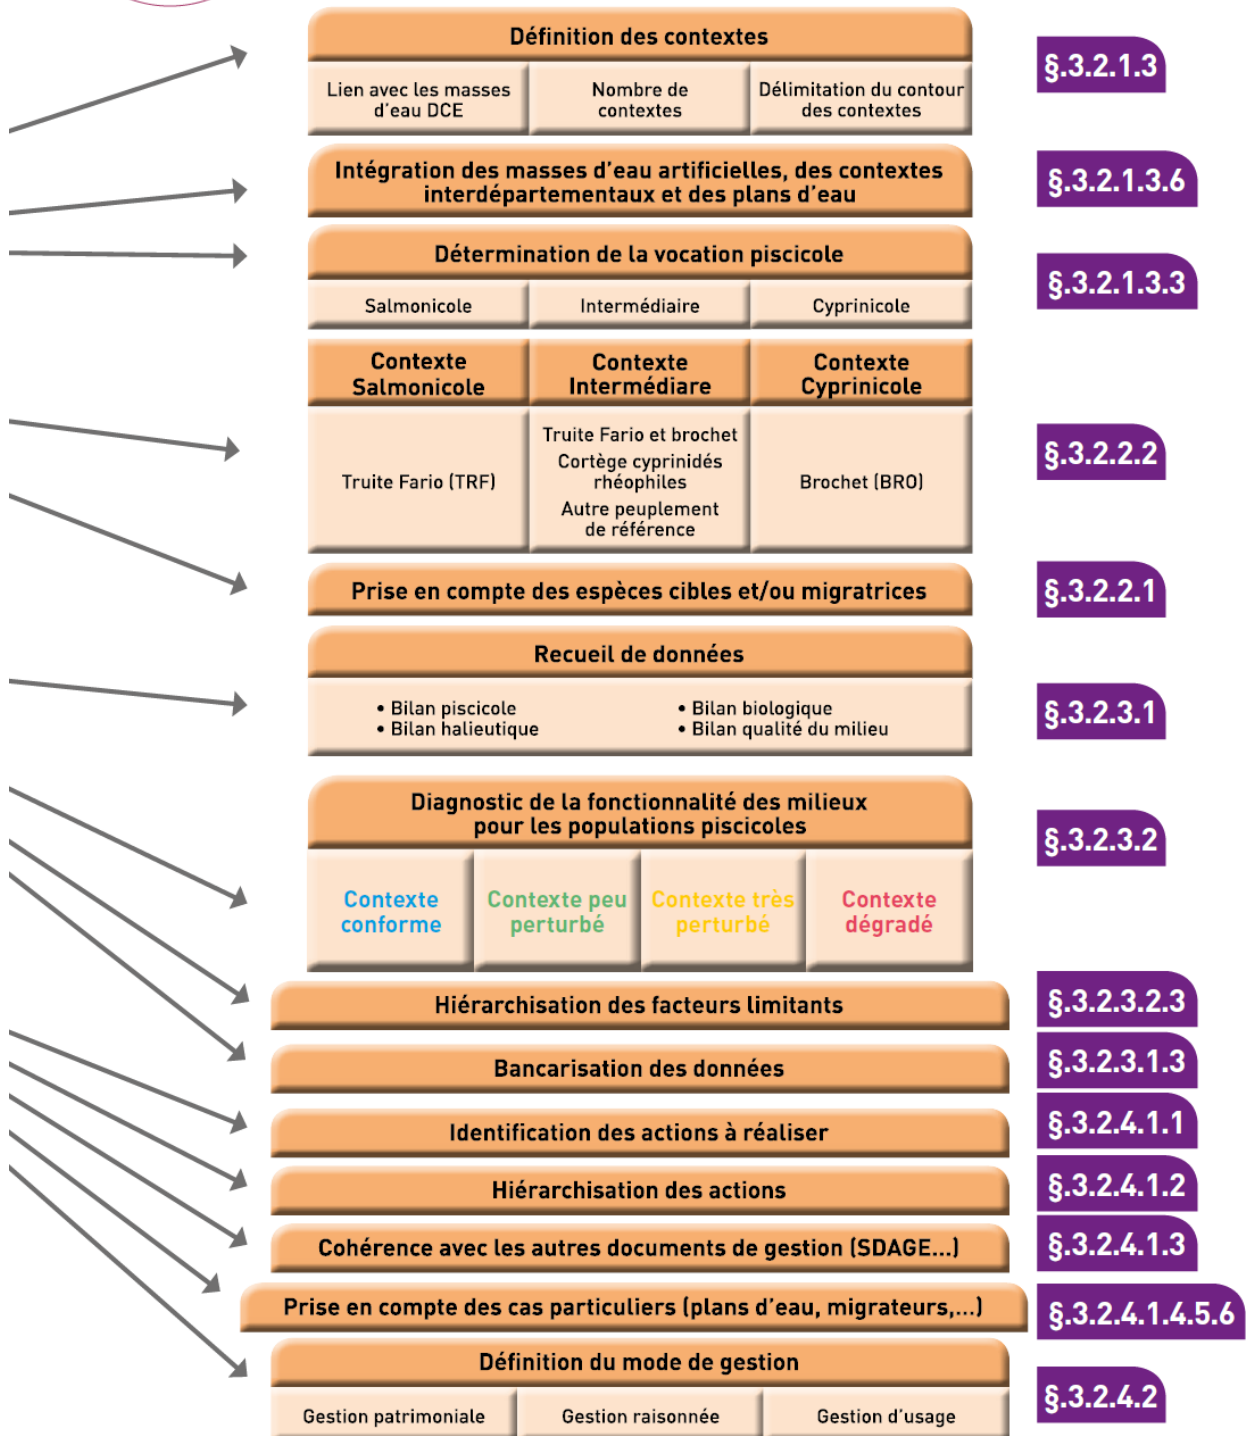 Définition des contextes
§.3.2.1.3
Lien avec les masses
d'eau DCE
Nombre de
contextes
Délimitation du contour
des contextes
Intégration des masses d'eau artificielles, des contextes
interdépartementaux et des plans d'eau
§.3.2.1.3.6
Détermination de la vocation piscicole
§.3.2.1.3.3
Salmonicole
Intermédiaire
Cyprinicole
Contexte
Salmonicole
Contexte
Intermédiare
Contexte
Cyprinicole
Truite Fario (TRF)
Truite Fario et brochet
Cortège cyprinidés
rhéophiles
Autre peuplement
de référence
Brochet (BRO)
§.3.2.2.2
Prise en compte des espèces cibles et/ou migratrices
§.3.2.2.1
Recueil de données
• Bilan piscicole
• Bilan halieutique
• Bilan biologique
• Bilan qualité du milieu
§.3.2.3.1
Diagnostic de la fonctionnalité des milieux
pour les populations piscicoles
§.3.2.3.2
Contexte
conforme
Contexte peu
perturbé
Contexte très
perturbé
Contexte
dégradé
Hiérarchisation des facteurs limitants
§.3.2.3.2.3
Bancarisation des données
§.3.2.3.1.3
Identification des actions à réaliser
§.3.2.4.1.1
Hiérarchisation des actions
§.3.2.4.1.2
Cohérence avec les autres documents de gestion (SDAGE...)
§.3.2.4.1.3
Prise en compte des cas particuliers (plans d'eau, migrateurs,...)
§.3.2.4.1.4.5.6
Définition du mode de gestion
§.3.2.4.2
Gestion patrimoniale
Gestion raisonnée
Gestion d'usage